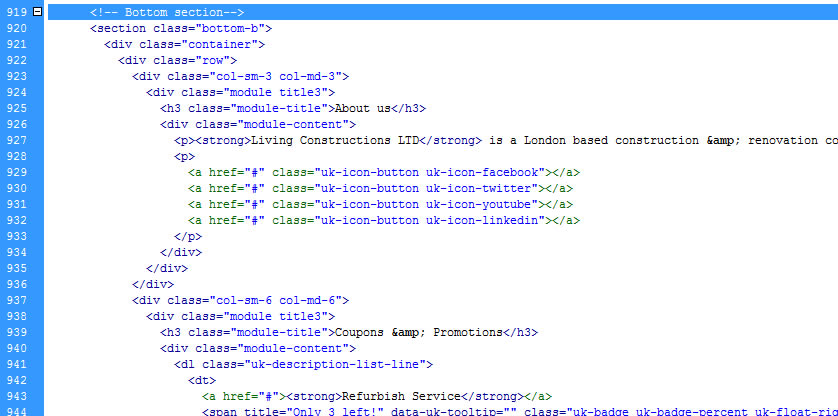 919 <!-- Bottom section-->
920 <section class="bottom-b">
921 <div class="container">
922 <div class="row">
923 <div class="col-sm-3 col-md-3">
924 <div class="module title3">
925 <h3 class="module-title">About us</h3>
926 <div class="module-content">
927 <p><strong>Living Constructions LTD</strong> is a London based construction &amp; renovation co
928 <p>
929 <a href="#" class="uk-icon-button uk-icon-facebook"></a>
930 <a href="#" class="uk-icon-button uk-icon-twitter"></a>
931 <a href="#" class="uk-icon-button uk-icon-youtube"></a>
932 <a href="#" class="uk-icon-button uk-icon-linkedin"></a>
933 </p>
934 </div>
935 </div>
936 </div>
937 <div class="col-sm-6 col-md-6">
938 <div class="module title3">
939 <h3 class="module-title">Coupons &amp; Promotions</h3>
940 <div class="module-content">
941 <dl class="uk-description-list-line">
942 <dt>
943 <a href="#"><strong>Refurbish Service</strong></a>
944 <span title="Only 3 left!" data-uk-tooltip="" class="uk-badge uk-badge-percent uk-float-rig